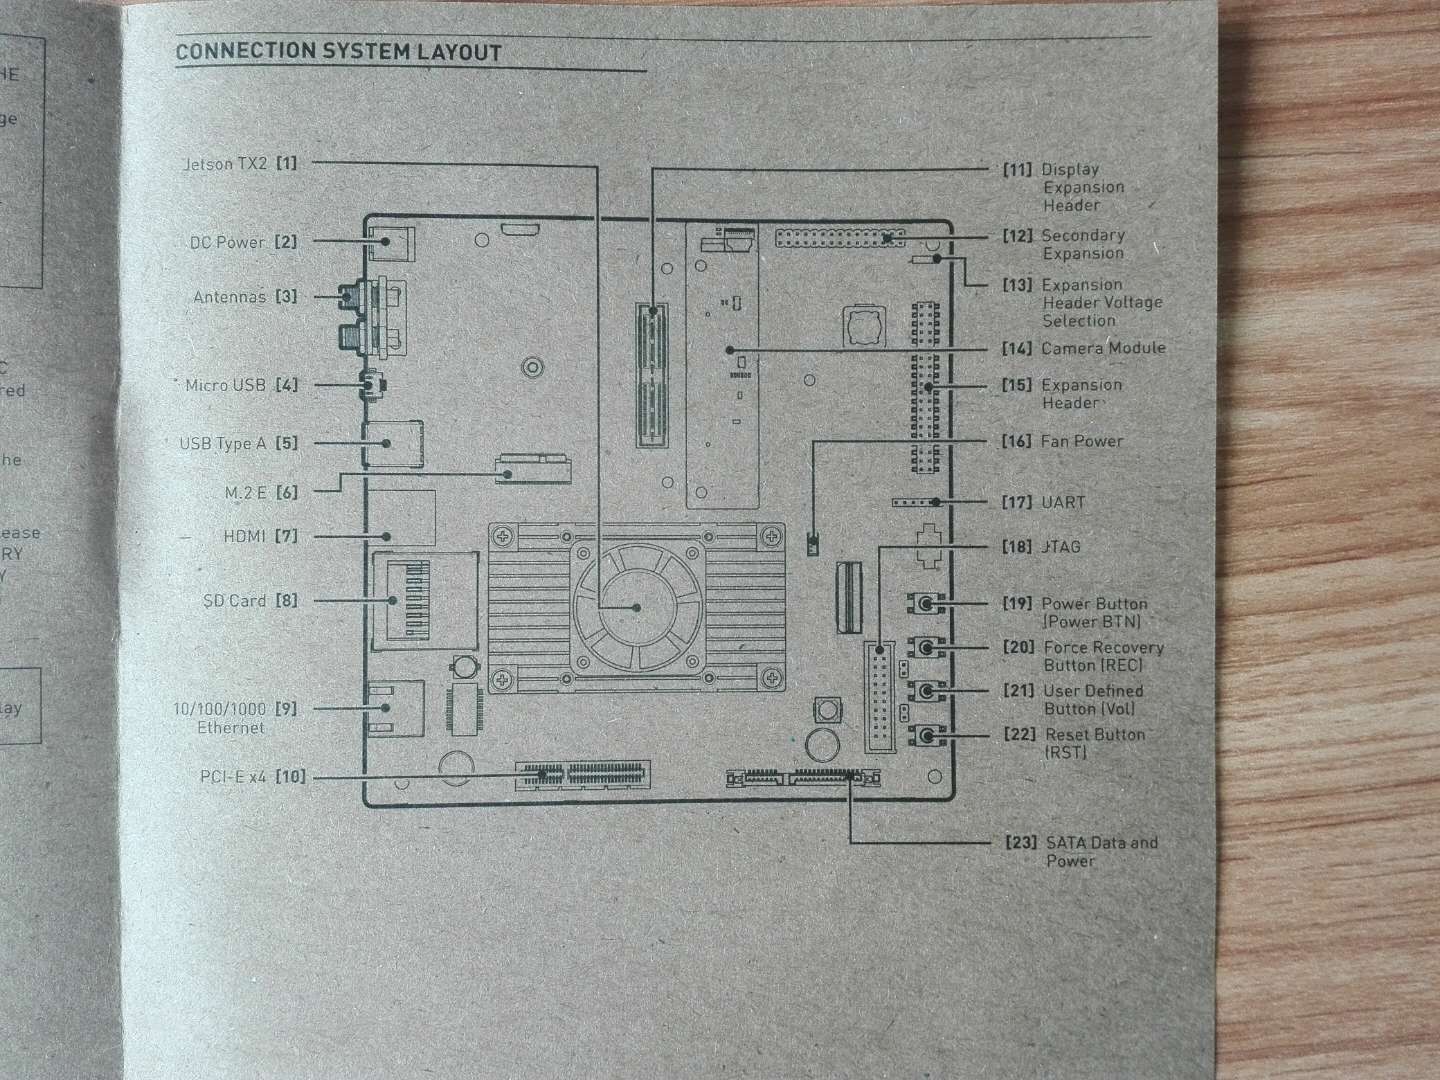 HE
ge
C
red
he
ease
RY
Y
lay
CONNECTION SYSTEM LAYOUT
Jetson TX2 [1]
DC Power [2]
Antennas [3]
Micro USB [4]
USB Type A [5]
M.2 E [6]
HDMI [7]
SD Card [8]
10/100/1000 [9]
Ethernet
PCI-E x4 [10]
[11] Display
Expansion
Header
[12] Secondary
Expansion
[13] Expansion
Header Voltage
Selection
[14] Camera Module
[15] Expansion
Header
[16] Fan Power
[17] UART
[18] JTAG
[19] Power Button
(Power BTN)
[20] Force Recovery
Button (REC)
[21] User Defined
Button (Vol)
[22] Reset Button
(RST)
[23] SATA Data and
Power